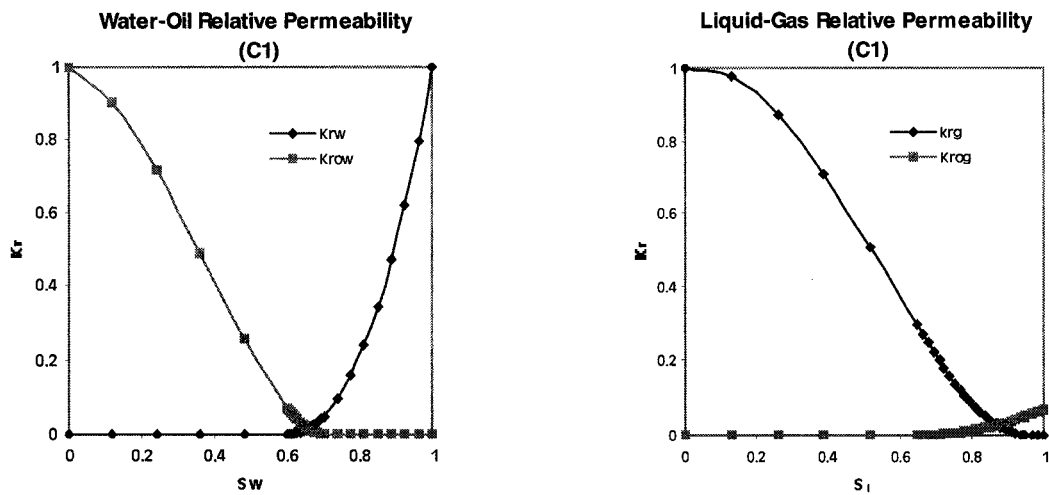 Water-Oil Relative Permeability
(C1)
1
0.8
0.6
0.4
0.2
0
Kr
Krw
Krow
0 0.2 0.4 0.6 0.8 1
Sw
Liquid-Gas Relative Permeability
(C1)
1
0.8
0.6
0.4
0.2
0
Kr
krg
Krog
0 0.2 0.4 0.6 0.8 1
Sl